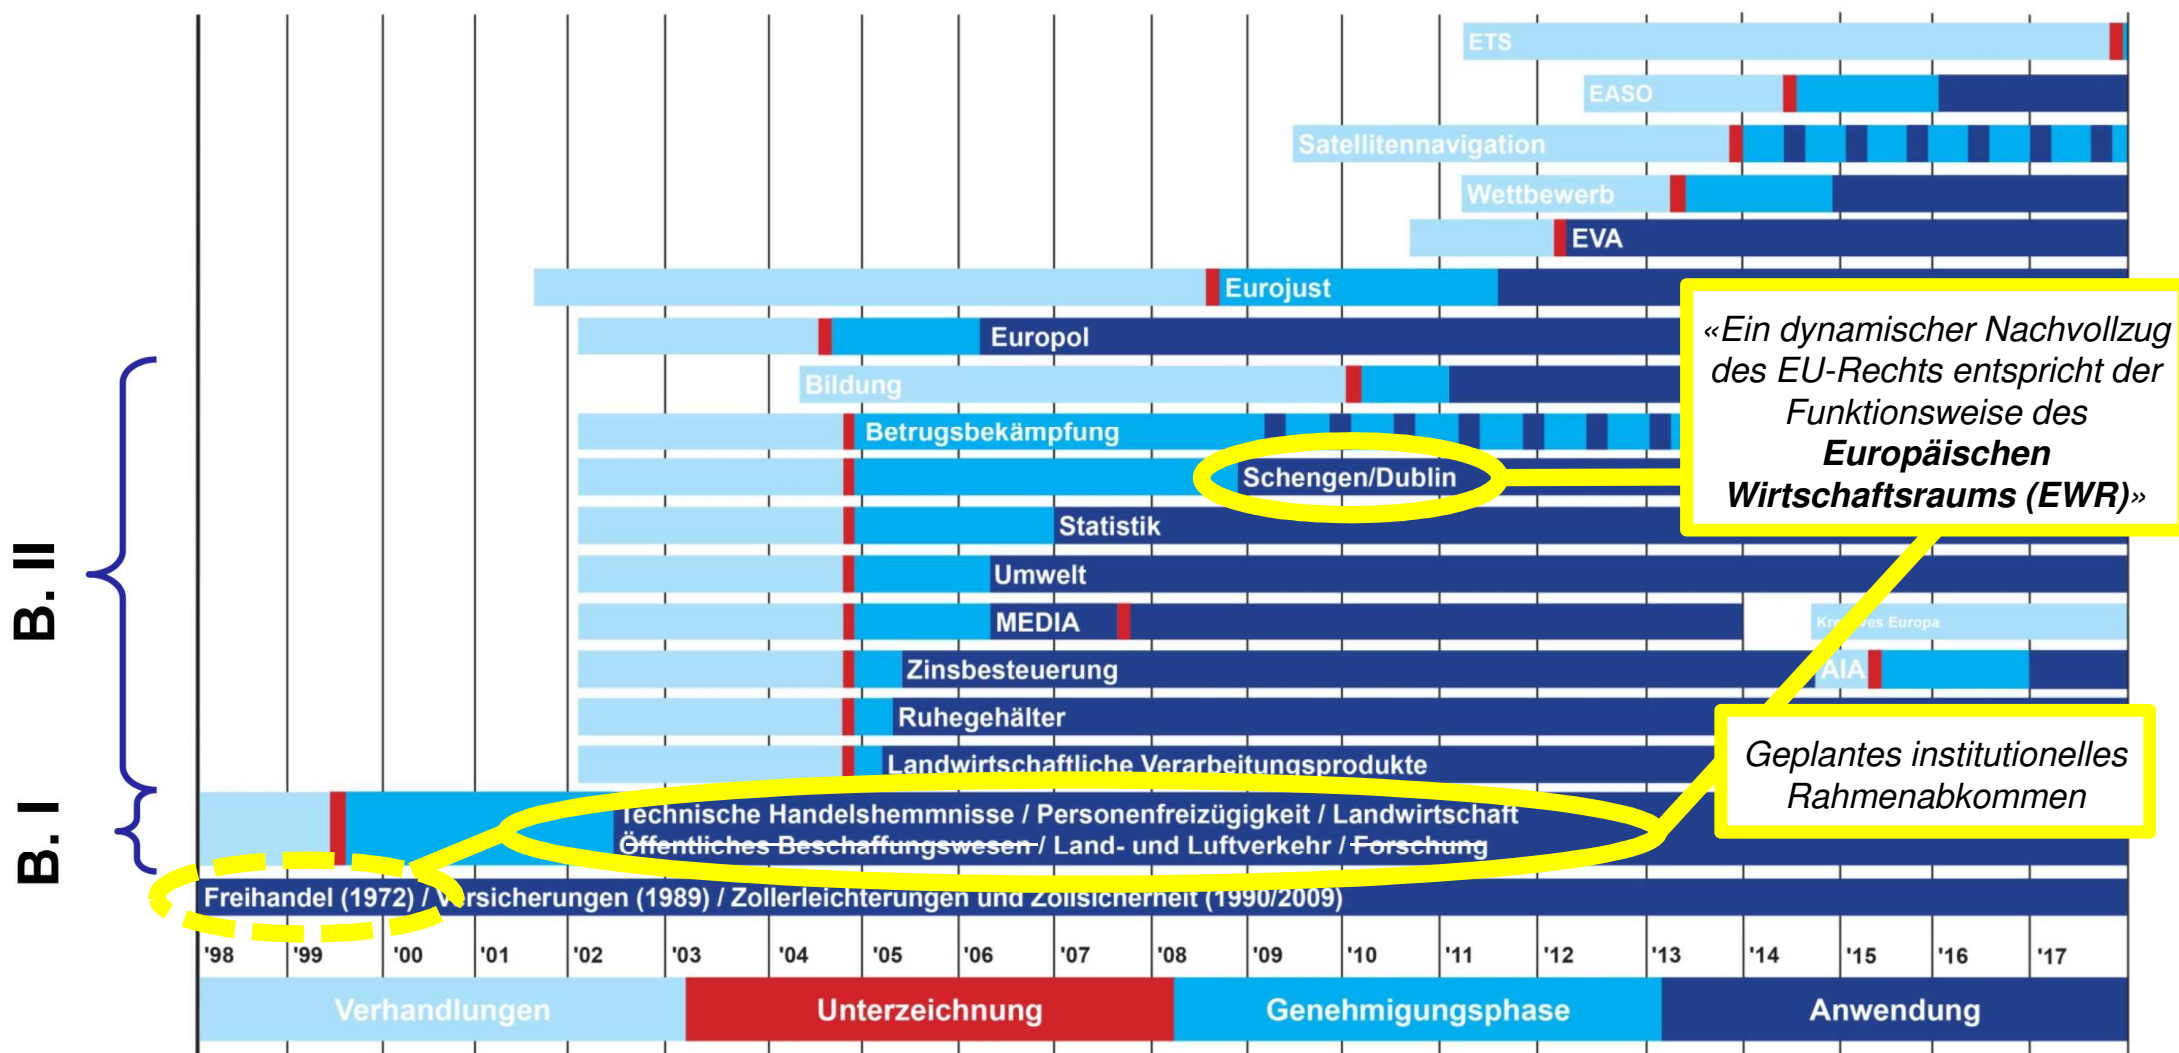 ETS
EASO
Satellitennavigation
Wettbewerb
EVA
Eurojust
Europol
Bildung
Betrugsbekämpfung
Schengen/Dublin
Statistik
Umwelt
MEDIA
Europa
Zinsbesteuerung
AIA
Ruhegehälter
Landwirtschaftliche Verarbeitungsprodukte
Technische Handelshemmnisse / Personenfreizügigkeit / Landwirtschaft
Öffentliches Beschaffungswesen / Land- und Luftverkehr / Forschung
Freihandel (1972) / Versicherungen (1989) / Zollerleichterungen und Zollsicherheit (1990/2009)
«Ein dynamischer Nachvollzug
des EU-Rechts entspricht der
Funktionsweise des
Europäischen
Wirtschaftsraums (EWR)»
Geplantes institutionelles
Rahmenabkommen
B. II
B. I
'98 '99 '00 '01 '02 '03 '04 '05 '06 '07 '08 '09 '10 '11 '12 '13 '14 '15 '16 '17
Verhandlungen Unterzeichnung Genehmigungsphase Anwendung